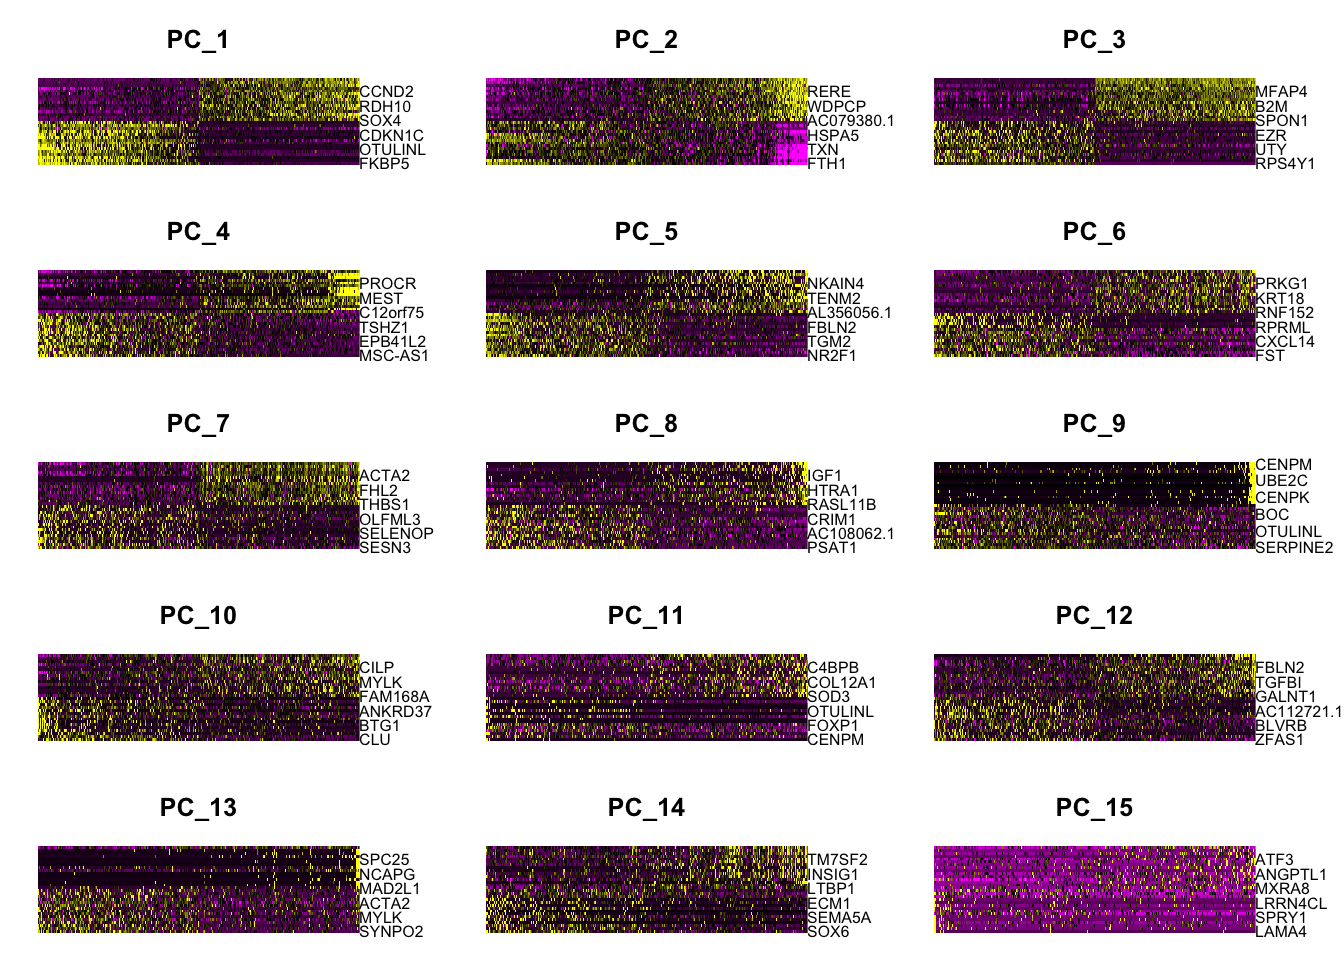 PC_1
CCND2
RDH10
SOX4
CDKN1C
OTULINL
FKBP5
PC_2
RERE
WDPCP
AC079380.1
HSPA5
TXN
FTH1
PC_3
MFAP4
B2M
SPON1
EZR
UTY
RPS4Y1
PC_4
PROCR
MEST
C12orf75
TSHZ1
EPB41L2
MSC-AS1
PC_5
NKAIN4
TENM2
AL356056.1
FBLN2
TGM2
NR2F1
PC_6
PRKG1
KRT18
RNF152
RPRML
CXCL14
FST
PC_7
ACTA2
FHL2
THBS1
OLFML3
SELENOP
SESN3
PC_8
IGF1
HTRA1
RASL11B
CRIM1
AC108062.1
PSAT1
PC_9
CENPM
UBE2C
CENPK
BOC
OTULINL
SERPINE2
PC_10
CILP
MYLK
FAM168A
ANKRD37
BTG1
CLU
PC_11
C4BPB
COL12A1
SOD3
OTULINL
FOXP1
CENPM
PC_12
FBLN2
TGFBI
GALNT1
AC112721.1
BLVRB
ZFAS1
PC_13
SPC25
NCAPG
MAD2L1
ACTA2
MYLK
SYNPO2
PC_14
TM7SF2
INSIG1
LTBP1
ECM1
SEMA5A
SOX6
PC_15
ATF3
ANGPTL1
MXRA8
LRRN4CL
SPRY1
LAMA4